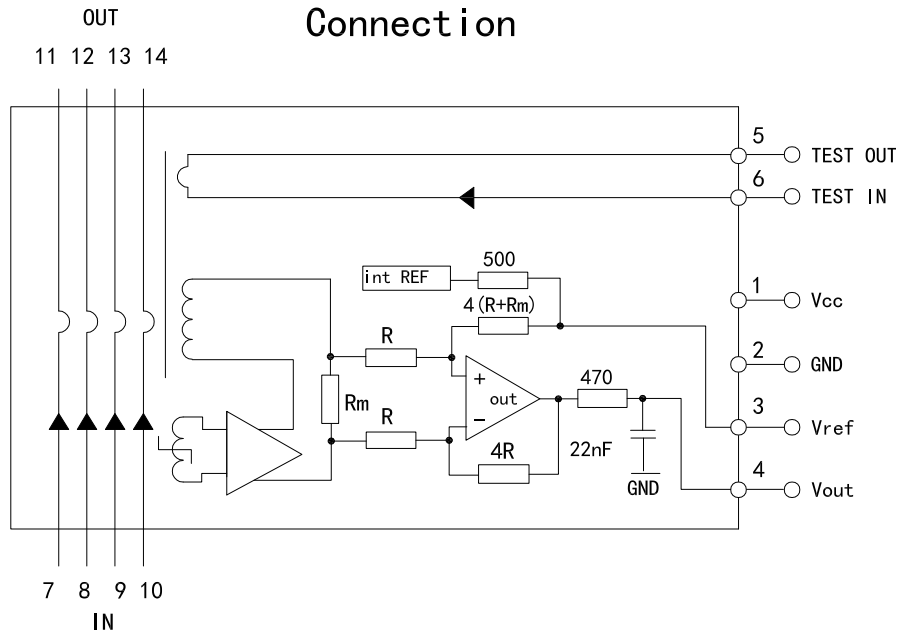 Connection
OUT
11 12 13 14
5
TEST OUT
6
TEST IN
int REF
500
4(R+Rm)
1
Vcc
R
2
GND
Rm
+
out
-
470
3
Vref
R
4R
22nF
GND
4
Vout
7 8 9 10
IN